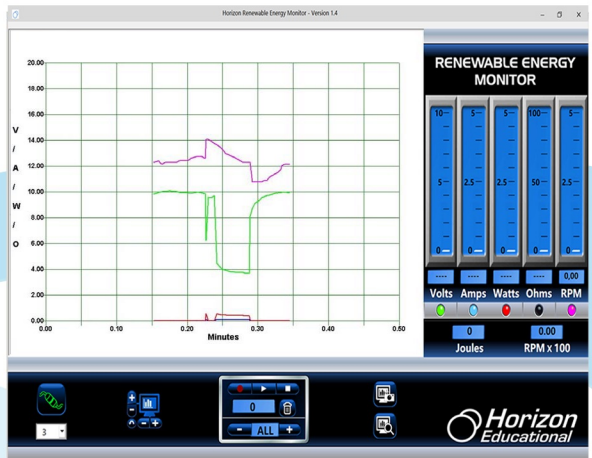 Horizon Renewable Energy Monitor - Version 1.4
20.00
18.00
16.00
14.00
12.00
10.00
8.00
6.00
4.00
2.00
0.00
V
/
A
/
W
/
O
0.00 0.10 0.20 0.30 0.40 0.50
Minutes
RENEWABLE ENERGY
MONITOR
10 5 5 100 5
5 2.5 2.5 50 2.5
0 0 0 0 0
---- ---- ---- ---- 0,00
Volts Amps Watts Ohms RPM
0 0.00
Joules RPM x 100
3
0
ALL
Horizon
Educational